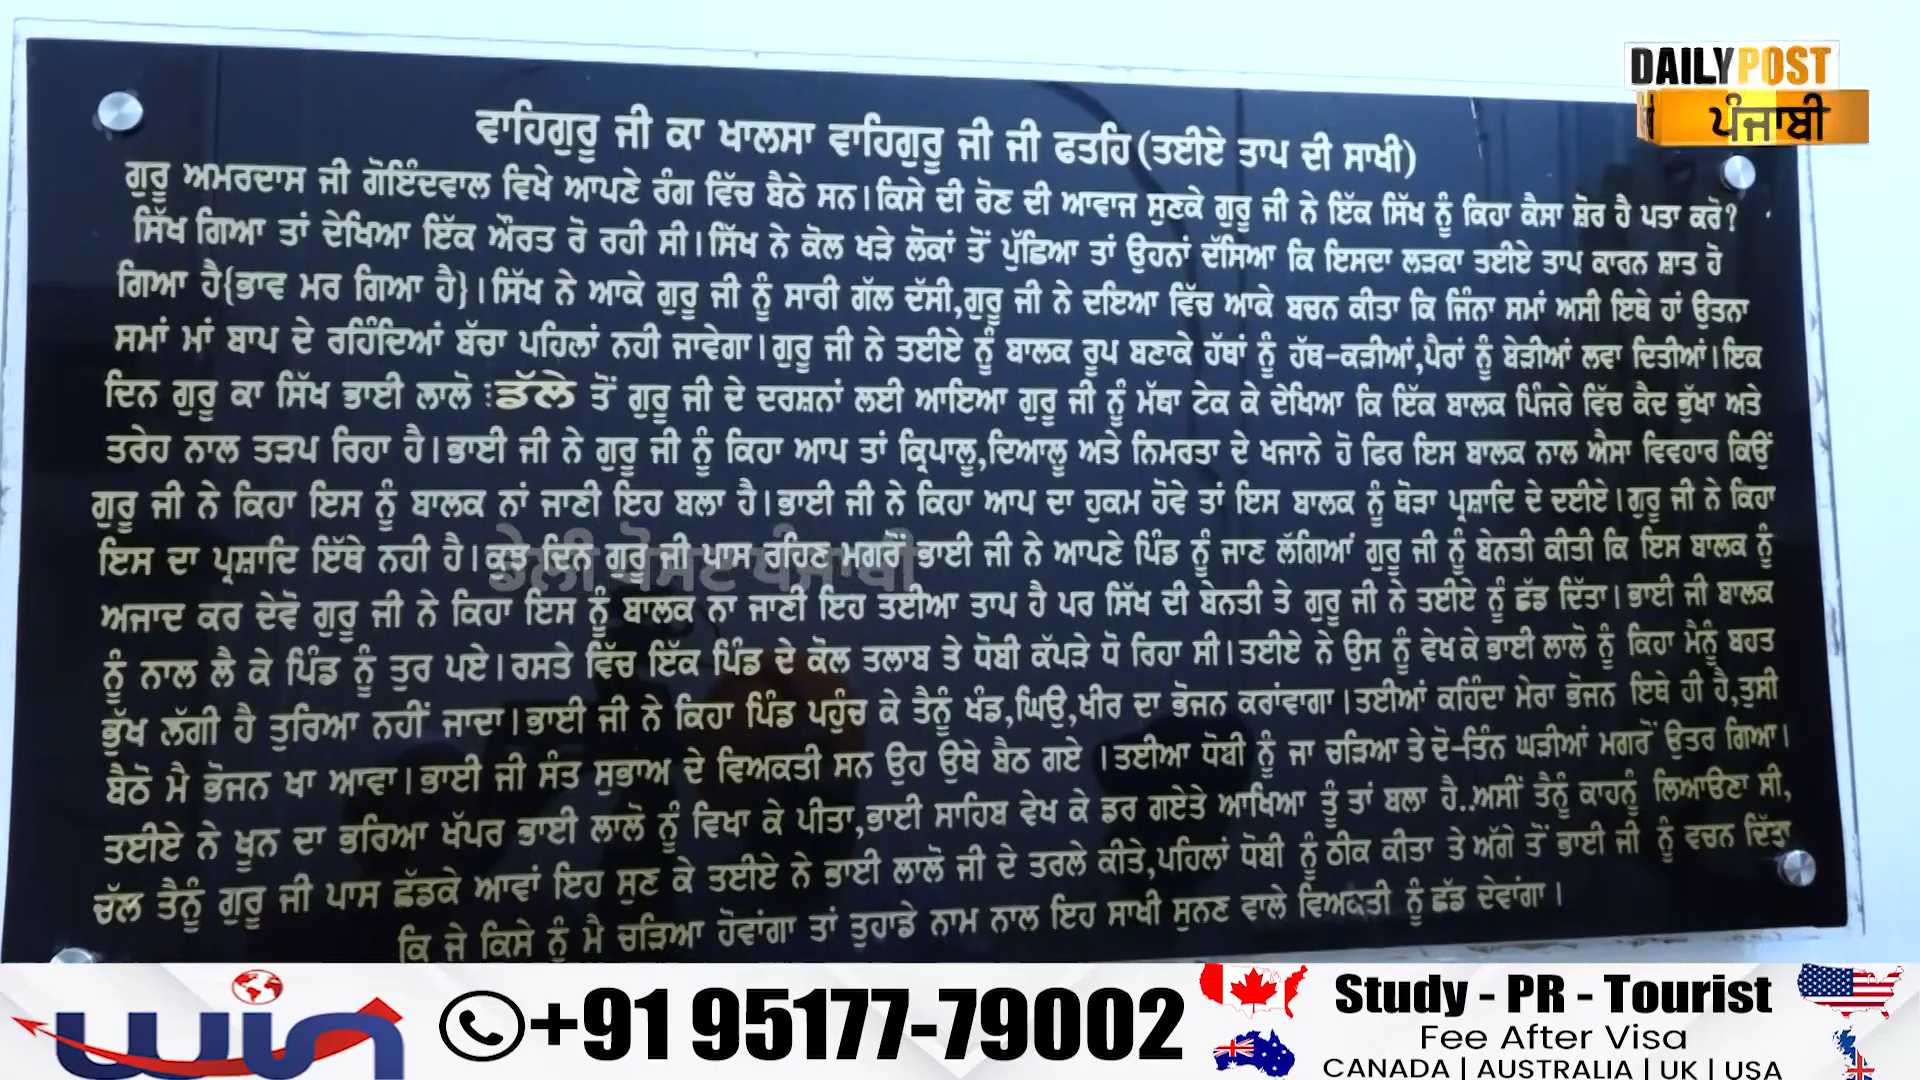 DAILYPOST
ਪੰਜਾਬੀ
ਵਾਹਿਗੁਰੂ ਜੀ ਕਾ ਖਾਲਸਾ ਵਾਹਿਗੁਰੂ ਜੀ ਜੀ ਫਤਹਿ (ਤਈਏ ਤਾਪ ਦੀ ਸਾਖੀ)
ਗੁਰੂ ਅਮਰਦਾਸ ਜੀ ਗੋਇੰਦਵਾਲ ਵਿਖੇ ਆਪਣੇ ਰੰਗ ਵਿੱਚ ਬੈਠੇ ਸਨ।ਕਿਸੇ ਦੀ ਰੋਣ ਦੀ ਆਵਾਜ ਸੁਣਕੇ ਗੁਰੂ ਜੀ ਨੇ ਇੱਕ ਸਿੱਖ ਨੂੰ ਕਿਹਾ ਕੈਸਾ ਸ਼ੋਰ ਹੈ ਪਤਾ ਕਰੋ?
ਸਿੱਖ ਗਿਆ ਤਾਂ ਦੇਖਿਆ ਇੱਕ ਔਰਤ ਰੋ ਰਹੀ ਸੀ।ਸਿੱਖ ਨੇ ਕੋਲ ਖੜੇ ਲੋਕਾਂ ਤੋਂ ਪੁੱਛਿਆ ਤਾਂ ਉਹਨਾਂ ਦੱਸਿਆ ਕਿ ਇਸਦਾ ਲੜਕਾ ਤਈਏ ਤਾਪ ਕਾਰਨ ਸ਼ਾਤ ਹੋ
ਗਿਆ ਹੈ{ਭਾਵ ਮਰ ਗਿਆ ਹੈ}।ਸਿੱਖ ਨੇ ਆਕੇ ਗੁਰੂ ਜੀ ਨੂੰ ਸਾਰੀ ਗੱਲ ਦੱਸੀ,ਗੁਰੂ ਜੀ ਨੇ ਦਇਆ ਵਿੱਚ ਆਕੇ ਬਚਨ ਕੀਤਾ ਕਿ ਜਿੰਨਾ ਸਮਾਂ ਅਸੀ ਇਥੇ ਹਾਂ ਉਤਨਾ
ਸਮਾਂ ਮਾਂ ਬਾਪ ਦੇ ਰਹਿੰਦਿਆਂ ਬੱਚਾ ਪਹਿਲਾਂ ਨਹੀ ਜਾਵੇਗਾ।ਗੁਰੂ ਜੀ ਨੇ ਤਈਏ ਨੂੰ ਬਾਲਕ ਰੂਪ ਬਣਾਕੇ ਹੱਥਾਂ ਨੂੰ ਹੱਥ-ਕੜੀਆਂ,ਪੈਰਾਂ ਨੂੰ ਬੇੜੀਆਂ ਲਵਾ ਦਿਤੀਆਂ।ਇਕ
ਦਿਨ ਗੁਰੂ ਕਾ ਸਿੱਖ ਭਾਈ ਲਾਲੋ :ਡੱਲੇ ਤੋਂ ਗੁਰੂ ਜੀ ਦੇ ਦਰਸ਼ਨਾਂ ਲਈ ਆਇਆ ਗੁਰੂ ਜੀ ਨੂੰ ਮੱਥਾ ਟੇਕ ਕੇ ਦੇਖਿਆ ਕਿ ਇੱਕ ਬਾਲਕ ਪਿੰਜਰੇ ਵਿੱਚ ਕੈਦ ਭੁੱਖਾ ਅਤੇ
ਤਰੇਹ ਨਾਲ ਤੜਪ ਰਿਹਾ ਹੈ।ਭਾਈ ਜੀ ਨੇ ਗੁਰੂ ਜੀ ਨੂੰ ਕਿਹਾ ਆਪ ਤਾਂ ਕ੍ਰਿਪਾਲੂ,ਦਿਆਲੂ ਅਤੇ ਨਿਮਰਤਾ ਦੇ ਖਜਾਨੇ ਹੋ ਫਿਰ ਇਸ ਬਾਲਕ ਨਾਲ ਐਸਾ ਵਿਵਹਾਰ ਕਿਉਂ
ਗੁਰੂ ਜੀ ਨੇ ਕਿਹਾ ਇਸ ਨੂੰ ਬਾਲਕ ਨਾਂ ਜਾਣੀ ਇਹ ਬਲਾ ਹੈ।ਭਾਈ ਜੀ ਨੇ ਕਿਹਾ ਆਪ ਦਾ ਹੁਕਮ ਹੋਵੇ ਤਾਂ ਇਸ ਬਾਲਕ ਨੂੰ ਥੋੜਾ ਪ੍ਰਸ਼ਾਦਿ ਦੇ ਦਈਏ।ਗੁਰੂ ਜੀ ਨੇ ਕਿਹਾ
ਇਸ ਦਾ ਪ੍ਰਸ਼ਾਦਿ ਇੱਥੇ ਨਹੀ ਹੈ।ਕੁਝ ਦਿਨ ਗੁਰੂ ਜੀ ਪਾਸ ਰਹਿਣ ਮਗਰੋਂ ਭਾਈ ਜੀ ਨੇ ਆਪਣੇ ਪਿੰਡ ਨੂੰ ਜਾਣ ਲੱਗਿਆਂ ਗੁਰੂ ਜੀ ਨੂੰ ਬੇਨਤੀ ਕੀਤੀ ਕਿ ਇਸ ਬਾਲਕ ਨੂੰ
ਡੇਲੀ ਪੋਸਟ ਪੰਜਾਬੀ
ਅਜਾਦ ਕਰ ਦੇਵੋ ਗੁਰੂ ਜੀ ਨੇ ਕਿਹਾ ਇਸ ਨੂੰ ਬਾਲਕ ਨਾ ਜਾਣੀ ਇਹ ਤਈਆ ਤਾਪ ਹੈ ਪਰ ਸਿੱਖ ਦੀ ਬੇਨਤੀ ਤੇ ਗੁਰੂ ਜੀ ਨੇ ਤਈਏ ਨੂੰ ਛੱਡ ਦਿੱਤਾ।ਭਾਈ ਜੀ ਬਾਲਕ
ਨੂੰ ਨਾਲ ਲੈ ਕੇ ਪਿੰਡ ਨੂੰ ਤੁਰ ਪਏ।ਰਸਤੇ ਵਿੱਚ ਇੱਕ ਪਿੰਡ ਦੇ ਕੋਲ ਤਲਾਬ ਤੇ ਧੋਬੀ ਕੱਪੜੇ ਧੋ ਰਿਹਾ ਸੀ।ਤਈਏ ਨੇ ਉਸ ਨੂੰ ਵੇਖ ਕੇ ਭਾਈ ਲਾਲੋ ਨੂੰ ਕਿਹਾ ਮੈਨੂੰ ਬਹਤ
ਭੁੱਖ ਲੱਗੀ ਹੈ ਤੁਰਿਆ ਨਹੀਂ ਜਾਦਾ।ਭਾਈ ਜੀ ਨੇ ਕਿਹਾ ਪਿੰਡ ਪਹੁੰਚ ਕੇ ਤੈਨੂੰ ਖੰਡ,ਘਿਉ,ਖੀਰ ਦਾ ਭੋਜਨ ਕਰਾਂਵਾਗਾ।ਤਈਆਂ ਕਹਿੰਦਾ ਮੇਰਾ ਭੋਜਨ ਇਥੇ ਹੀ ਹੈ,ਤੁਸੀ
ਬੈਠੋ ਮੈ ਭੋਜਨ ਖਾ ਆਵਾ।ਭਾਈ ਜੀ ਸੰਤ ਸੁਭਾਅ ਦੇ ਵਿਅਕਤੀ ਸਨ ਉਹ ਉਥੇ ਬੈਠ ਗਏ ।ਤਈਆ ਧੋਬੀ ਨੂੰ ਜਾ ਚੜਿਆ ਤੇ ਦੋ-ਤਿੰਨ ਘੜੀਆਂ ਮਗਰੋਂ ਉਤਰ ਗਿਆ।
ਤਈਏ ਨੇ ਖੂਨ ਦਾ ਭਰਿਆ ਖੱਪਰ ਭਾਈ ਲਾਲੋ ਨੂੰ ਵਿਖਾ ਕੇ ਪੀਤਾ,ਭਾਈ ਸਾਹਿਬ ਵੇਖ ਕੇ ਡਰ ਗਏਤੇ ਆਖਿਆ ਤੂੰ ਤਾਂ ਬਲਾ ਹੈ..ਅਸੀਂ ਤੈਨੂੰ ਕਾਹਨੂੰ ਲਿਆਉਣਾ ਸੀ,
ਚੱਲ ਤੈਨੂੰ ਗੁਰੂ ਜੀ ਪਾਸ ਛੱਡਕੇ ਆਵਾਂ ਇਹ ਸੁਣ ਕੇ ਤਈਏ ਨੇ ਭਾਈ ਲਾਲੋ ਜੀ ਦੇ ਤਰਲੇ ਕੀਤੇ,ਪਹਿਲਾਂ ਧੋਬੀ ਨੂੰ ਠੀਕ ਕੀਤਾ ਤੇ ਅੱਗੇ ਤੋਂ ਭਾਈ ਜੀ ਨੂੰ ਵਚਨ ਦਿੱਤਾ
ਕਿ ਜੇ ਕਿਸੇ ਨੂੰ ਮੈ ਚੜਿਆ ਹੋਵਾਂਗਾ ਤਾਂ ਤੁਹਾਡੇ ਨਾਮ ਨਾਲ ਇਹ ਸਾਖੀ ਸੁਨਣ ਵਾਲੇ ਵਿਅਕਤੀ ਨੂੰ ਛੱਡ ਦੇਵਾਂਗਾ।
win
+91 95177-79002
Study - PR - Tourist
Fee After Visa
CANADA | AUSTRALIA | UK | USA